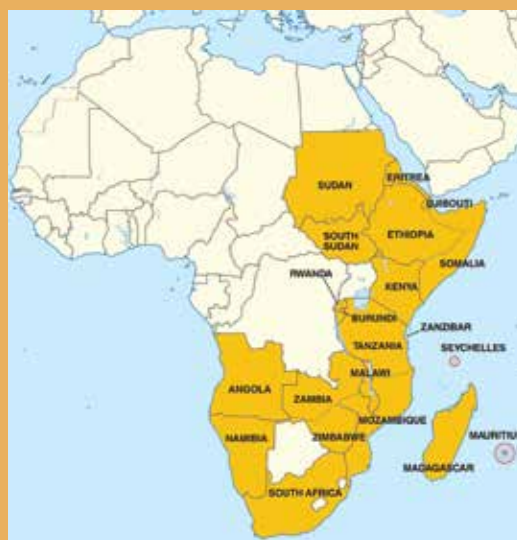 SUDAN
ERITREA
DJIBOUTI
SOUTH
SUDAN
ETHIOPIA
SOMALIA
RWANDA
KENYA
BURUNDI
ZANZIBAR
TANZANIA
SEYCHELLES
MALAWI
ANGOLA
ZAMBIA
MOZAMBIQUE
NAMIBIA
ZIMBABWE
MAURITIU
MADAGASCAR
SOUTH AFRICA